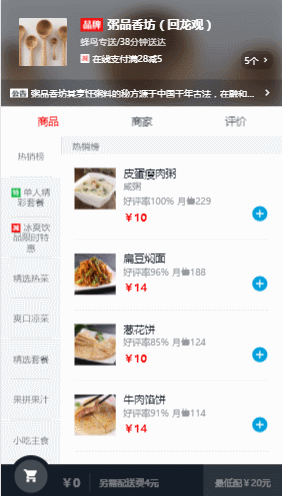 品牌 粥品香坊（回龙观）
蜂鸟专送/38分钟送达
减 在线支付满28减5
5个 >
公告 粥品香坊其烹饪粥料的秘方源于中国千年古法，在融和... >
商品 商家 评价
热销榜
特 单人精
彩套餐
减 冰爽饮
品限时特
惠
精选热菜
爽口凉菜
精选套餐
果拼果汁
小吃主食
热销榜
皮蛋瘦肉粥
咸粥
好评率100% 月售229
￥10
扁豆焖面
好评率96% 月售188
￥14
葱花饼
好评率85% 月售124
￥10
牛肉馅饼
好评率91% 月售114
￥14
￥0 另需配送费4元 最低配￥20元